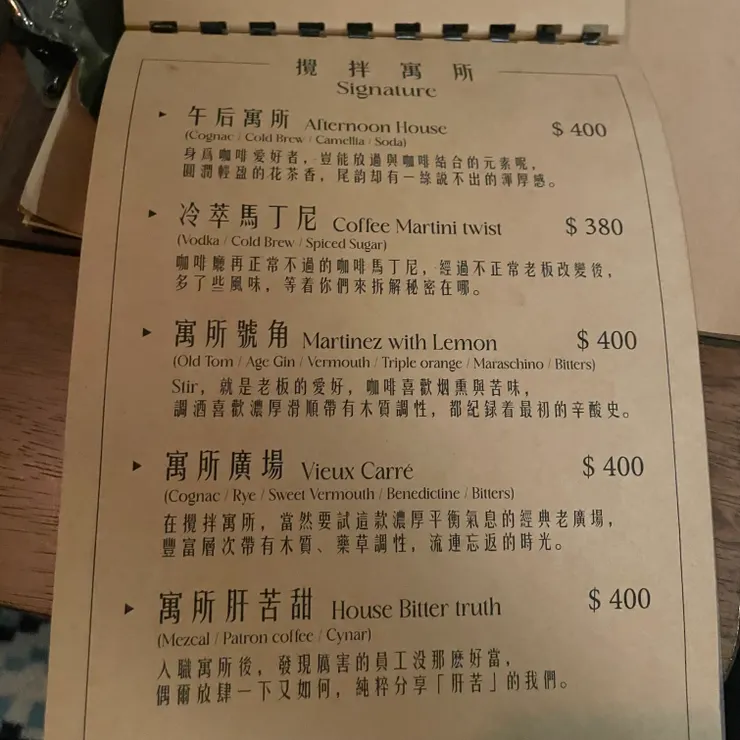 攪拌寓所
Signature
午后寓所 Afternoon House $ 400
(Cognac / Cold Brew / Camellia / Soda)
身為咖啡愛好者，豈能放過與咖啡結合的元素呢，
圓潤輕盈的花茶香，尾韵却有一絲說不出的渾厚感。
冷萃馬丁尼 Coffee Martini twist $ 380
(Vodka / Cold Brew / Spiced Sugar)
咖啡廳再正常不過的咖啡馬丁尼，經過不正常老板改變後，
多了些風味，等着你們來拆解秘密在哪。
寓所號角 Martinez with Lemon $ 400
(Old Tom / Age Gin / Vermouth / Triple orange / Maraschino / Bitters)
Stir，就是老板的愛好，咖啡喜歡烟熏與苦味，
調酒喜歡濃厚滑順帶有木質調性，都紀録着最初的辛酸史。
寓所廣場 Vieux Carré $ 400
(Cognac / Rye / Sweet Vermouth / Benedictine / Bitters)
在攪拌寓所，當然要試這款濃厚平衡氣息的經典老廣場，
豐富層次帶有木質、藥草調性，流連忘返的時光。
寓所肝苦甜 House Bitter truth $ 400
(Mezcal / Patron coffee / Cynar)
入職寓所後，發現厲害的員工没那麽好當，
偶爾放肆一下又如何，純粹分享「肝苦」的我們。